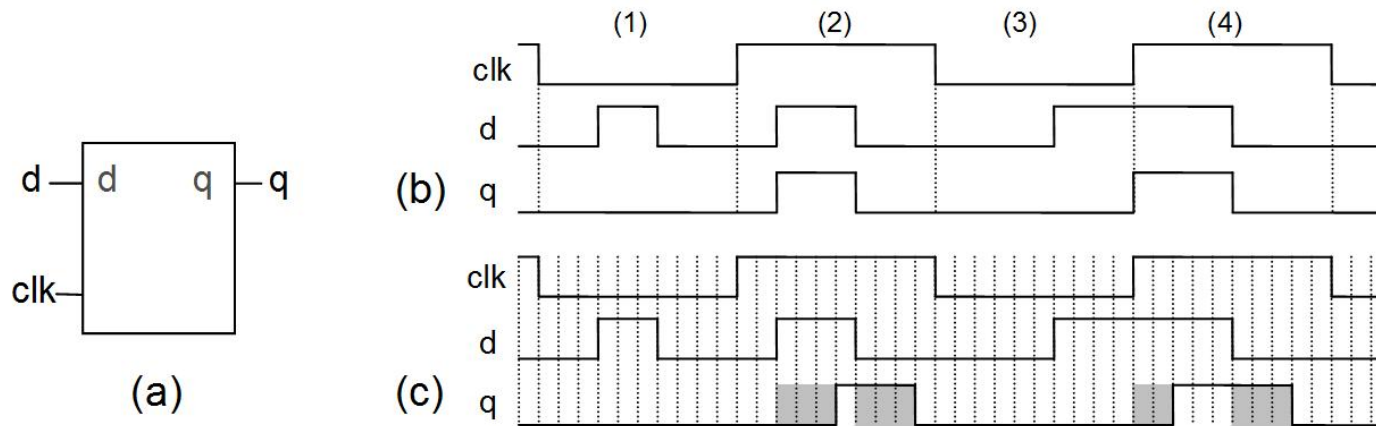 (1) (2) (3) (4)
clk
d
q
(b)
d d q q
clk
(a)
clk
d
q
(c)